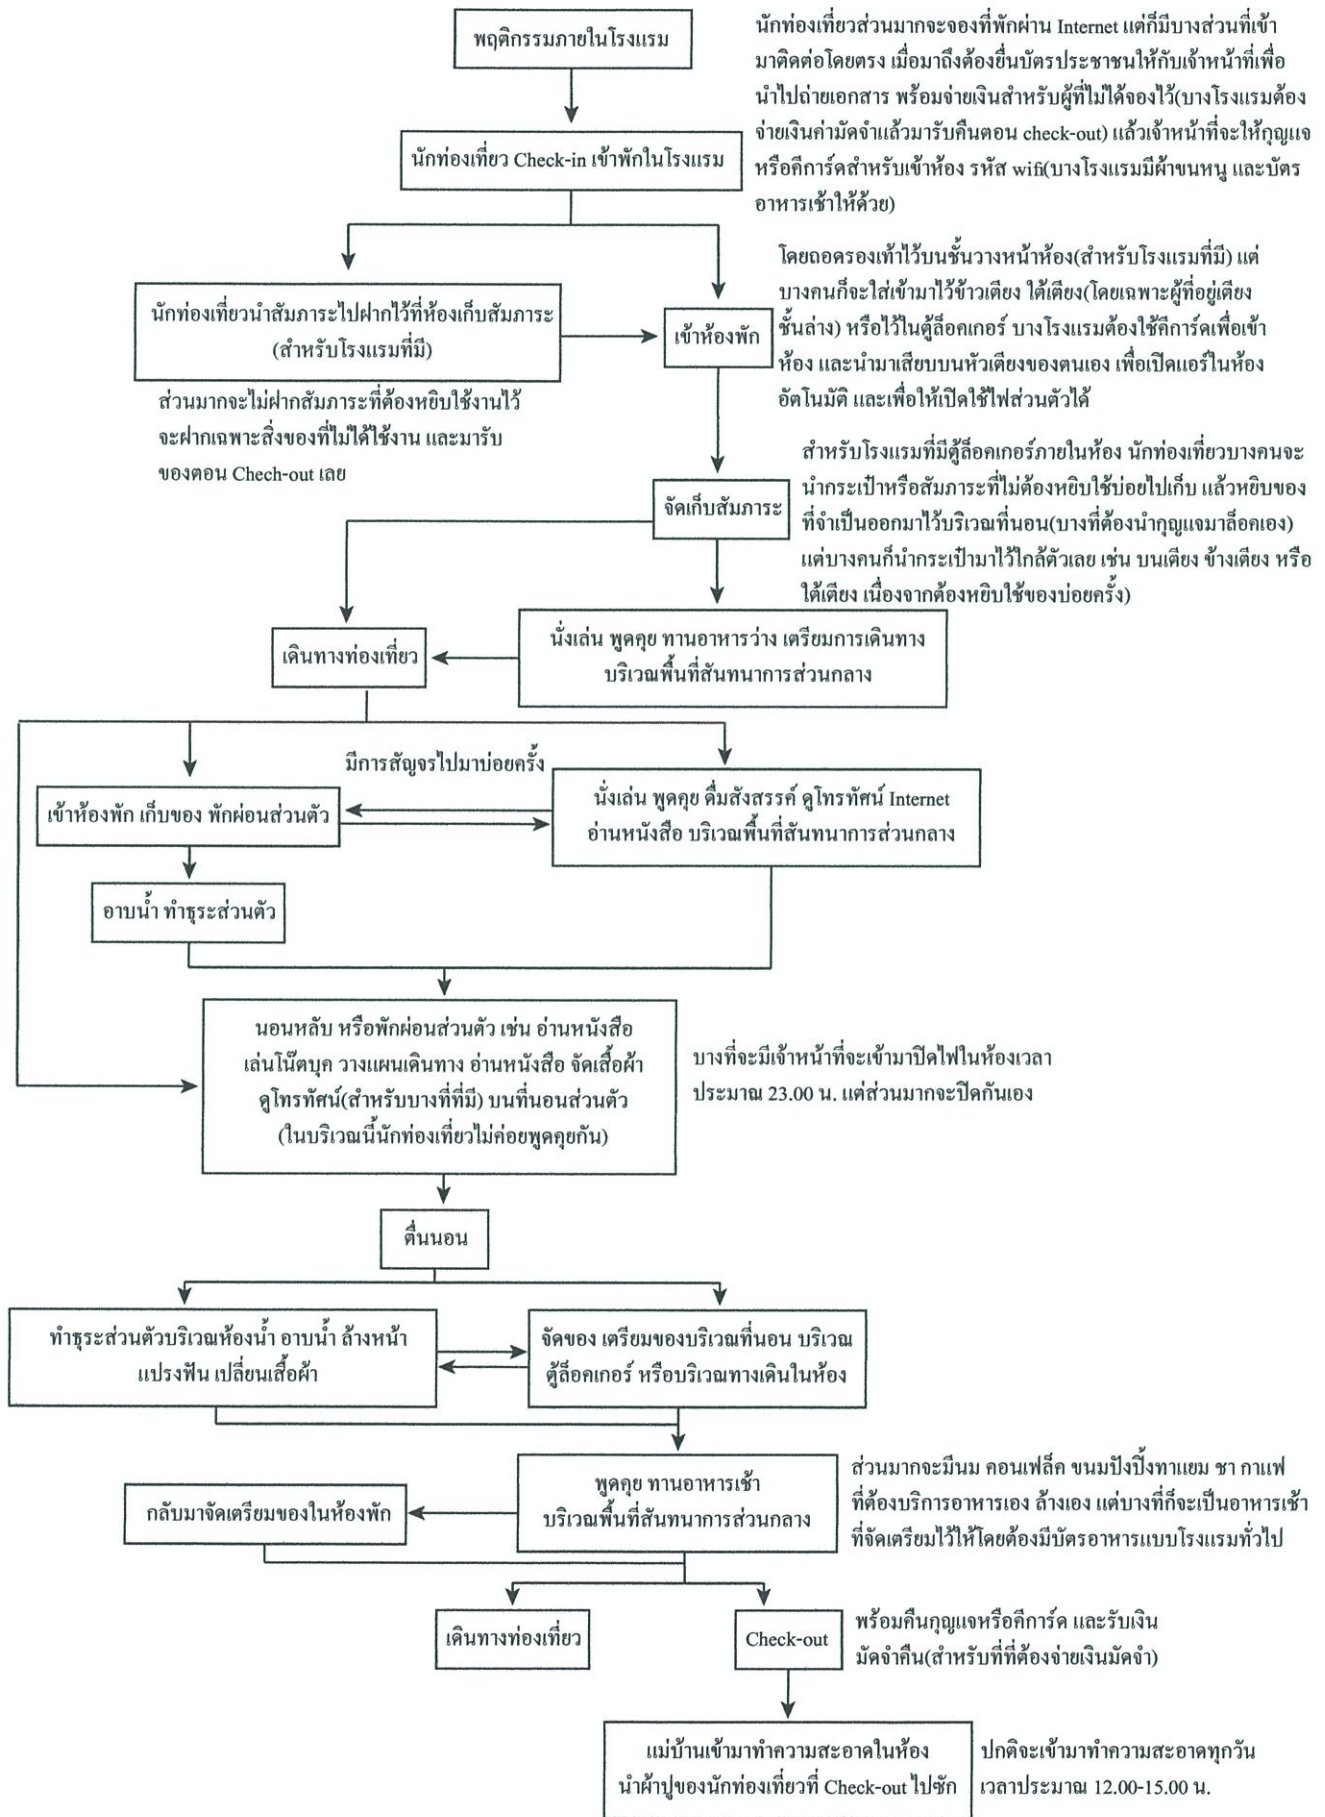 พฤติกรรมภายในโรงแรม
นักท่องเที่ยวส่วนมากจะจองที่พักผ่าน Internet แต่ก็มีบางส่วนที่เข้า
มาติดต่อโดยตรง เมื่อมาถึงต้องยื่นบัตรประชาชนให้กับเจ้าหน้าที่เพื่อ
นำไปถ่ายเอกสาร พร้อมจ่ายเงินสำหรับผู้ที่ไม่ได้จองไว้(บางโรงแรมต้อง
จ่ายเงินค่ามัดจำแล้วมารับคืนตอน check-out) แล้วเจ้าหน้าที่จะให้กุญแจ
หรือคีการ์ดสำหรับเข้าห้อง รหัส wifi(บางโรงแรมมีผ้าขนหนู และบัตร
อาหารเช้าให้ด้วย)
นักท่องเที่ยว Check-in เข้าพักในโรงแรม
นักท่องเที่ยวนำสัมภาระไปฝากไว้ที่ห้องเก็บสัมภาระ
(สำหรับโรงแรมที่มี)
ส่วนมากจะไม่ฝากสัมภาระที่ต้องหยิบใช้งานไว้
จะฝากเฉพาะสิ่งของที่ไม่ได้ใช้งาน และมารับ
ของตอน Chech-out เลย
เข้าห้องพัก
โดยถอดรองเท้าไว้บนชั้นวางหน้าห้อง(สำหรับโรงแรมที่มี) แต่
บางคนก็จะใส่เข้ามาไว้ข้าวเตียง ใต้เตียง(โดยเฉพาะผู้ที่อยู่เตียง
ชั้นล่าง) หรือไว้ในตู้ล็อคเกอร์ บางโรงแรมต้องใช้คีการ์ดเพื่อเข้า
ห้อง และนำมาเสียบบนหัวเตียงของตนเอง เพื่อเปิดแอร์ในห้อง
อัตโนมัติ และเพื่อให้เปิดใช้ไฟส่วนตัวได้
จัดเก็บสัมภาระ
สำหรับโรงแรมที่มีตู้ล็อคเกอร์ภายในห้อง นักท่องเที่ยวบางคนจะ
นำกระเป๋าหรือสัมภาระที่ไม่ต้องหยิบใช้บ่อยไปเก็บ แล้วหยิบของ
ที่จำเป็นออกมาไว้บริเวณที่นอน(บางที่ต้องนำกุญแจมาล็อคเอง)
แต่บางคนก็นำกระเป๋ามาไว้ใกล้ตัวเลย เช่น บนเตียง ข้างเตียง หรือ
ใต้เตียง เนื่องจากต้องหยิบใช้ของบ่อยครั้ง)
เดินทางท่องเที่ยว
นั่งเล่น พูดคุย ทานอาหารว่าง เตรียมการเดินทาง
บริเวณพื้นที่สันทนาการส่วนกลาง
มีการสัญจรไปมาบ่อยครั้ง
เข้าห้องพัก เก็บของ พักผ่อนส่วนตัว
นั่งเล่น พูดคุย ดื่มสังสรรค์ ดูโทรทัศน์ Internet
อ่านหนังสือ บริเวณพื้นที่สันทนาการส่วนกลาง
อาบน้ำ ทำธุระส่วนตัว
นอนหลับ หรือพักผ่อนส่วนตัว เช่น อ่านหนังสือ
เล่นโน๊ตบุค วางแผนเดินทาง อ่านหนังสือ จัดเสื้อผ้า
ดูโทรทัศน์(สำหรับบางที่ที่มี) บนที่นอนส่วนตัว
(ในบริเวณนี้นักท่องเที่ยวไม่ค่อยพูดคุยกัน)
บางที่จะมีเจ้าหน้าที่จะเข้ามาปิดไฟในห้องเวลา
ประมาณ 23.00 น. แต่ส่วนมากจะปิดกันเอง
ตื่นนอน
ทำธุระส่วนตัวบริเวณห้องน้ำ อาบน้ำ ล้างหน้า
แปรงฟัน เปลี่ยนเสื้อผ้า
จัดของ เตรียมของบริเวณที่นอน บริเวณ
ตู้ล็อคเกอร์ หรือบริเวณทางเดินในห้อง
กลับมาจัดเตรียมของในห้องพัก
พูดคุย ทานอาหารเช้า
บริเวณพื้นที่สันทนาการส่วนกลาง
ส่วนมากจะมีนม คอนเฟล็ค ขนมปังปิ้งทาแยม ชา กาแฟ
ที่ต้องบริการอาหารเอง ล้างเอง แต่บางที่ก็จะเป็นอาหารเช้า
ที่จัดเตรียมไว้ให้โดยต้องมีบัตรอาหารแบบโรงแรมทั่วไป
เดินทางท่องเที่ยว
Check-out
พร้อมคืนกุญแจหรือคีการ์ด และรับเงิน
มัดจำคืน(สำหรับที่ที่ต้องจ่ายเงินมัดจำ)
แม่บ้านเข้ามาทำความสะอาดในห้อง
นำผ้าปูของนักท่องเที่ยวที่ Check-out ไปซัก
ปกติจะเข้ามาทำความสะอาดทุกวัน
เวลาประมาณ 12.00-15.00 น.